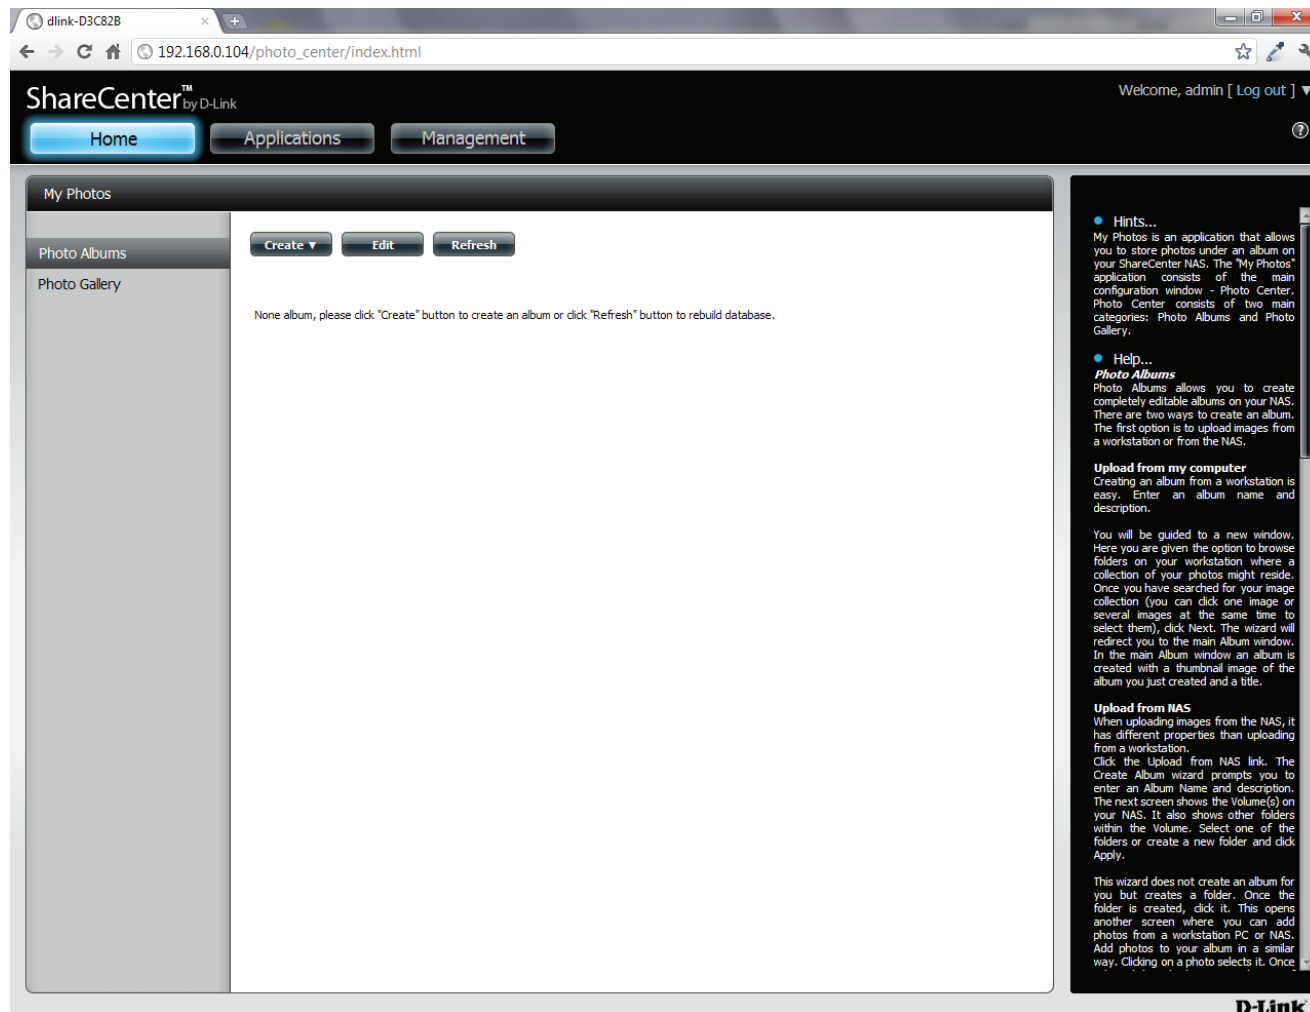 dlink-D3C82B
192.168.0.104/photo_center/index.html
ShareCenter™ by D-Link
Welcome, admin [ Log out ] ▼
Home
Applications
Management
My Photos
Photo Albums
Photo Gallery
Create ▼
Edit
Refresh
None album, please click "Create" button to create an album or click "Refresh" button to rebuild database.
Hints...
My Photos is an application that allows
you to store photos under an album on
your ShareCenter NAS. The "My Photos"
application consists of the main
configuration window - Photo Center.
Photo Center consists of two main
categories: Photo Albums and Photo
Gallery.
Help...
Photo Albums
Photo Albums allows you to create
completely editable albums on your NAS.
There are two ways to create an album.
The first option is to upload images from
a workstation or from the NAS.
Upload from my computer
Creating an album from a workstation is
easy. Enter an album name and
description.
You will be guided to a new window.
Here you are given the option to browse
folders on your workstation where a
collection of your photos might reside.
Once you have searched for your image
collection (you can click one image or
several images at the same time to
select them), click Next. The wizard will
redirect you to the main Album window.
In the main Album window an album is
created with a thumbnail image of the
album you just created and a title.
Upload from NAS
When uploading images from the NAS, it
has different properties than uploading
from a workstation.
Click the Upload from NAS link. The
Create Album wizard prompts you to
enter an Album Name and description.
The next screen shows the Volume(s) on
your NAS. It also shows other folders
within the Volume. Select one of the
folders or create a new folder and click
Apply.
This wizard does not create an album for
you but creates a folder. Once the
folder is created, click it. This opens
another screen where you can add
photos from a workstation PC or NAS.
Add photos to your album in a similar
way. Clicking on a photo selects it. Once
D-Link